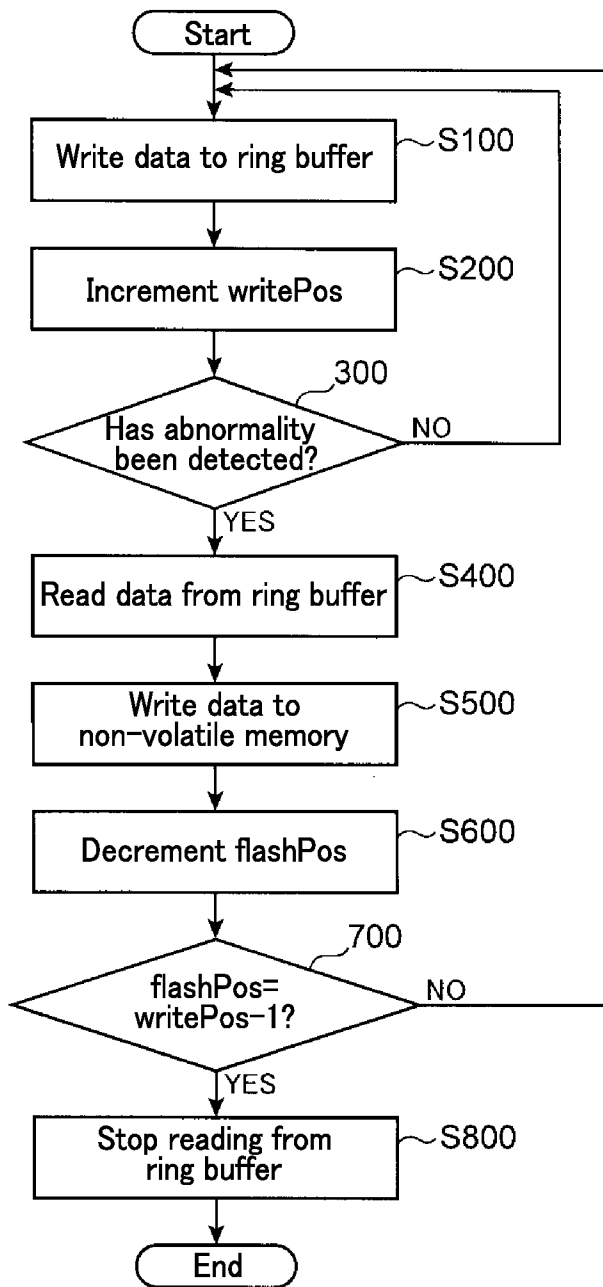 Start
Write data to ring buffer
S100
Increment writePos
S200
300
Has abnormality
been detected?
NO
YES
Read data from ring buffer
S400
Write data to
non-volatile memory
S500
Decrement flashPos
S600
700
flashPos=
writePos-1?
NO
YES
Stop reading from
ring buffer
S800
End